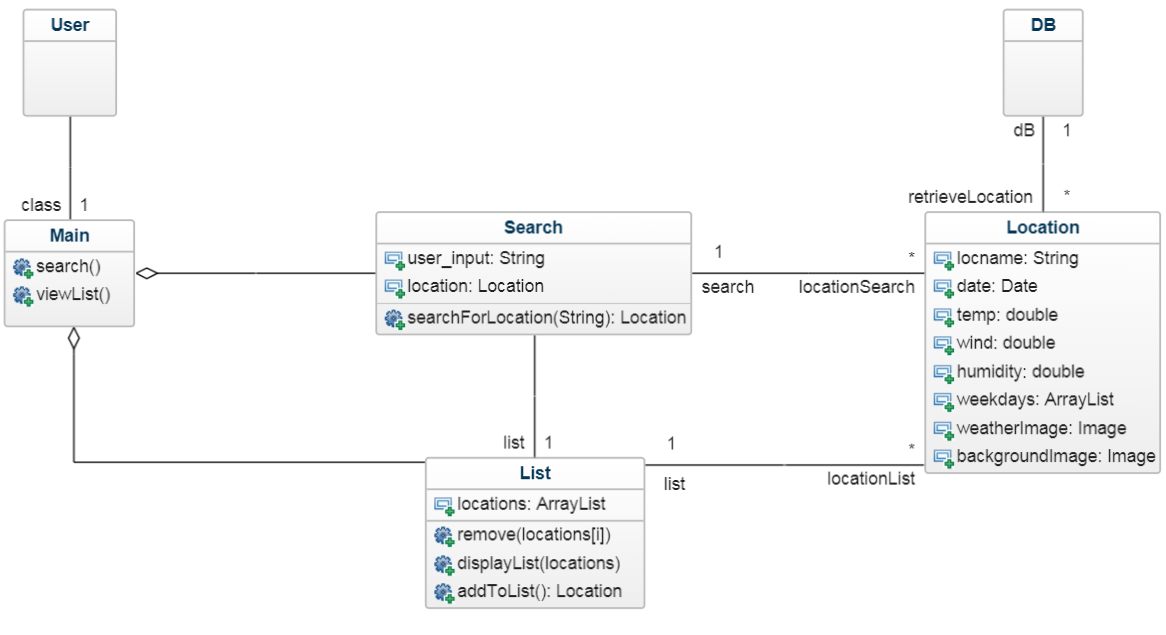 User
DB
dB 1
class 1
retrieveLocation *
Main
search()
viewList()
Search
user_input: String
location: Location
searchForLocation(String): Location
1 *
search locationSearch
Location
locname: String
date: Date
temp: double
wind: double
humidity: double
weekdays: ArrayList
weatherImage: Image
backgroundImage: Image
list 1
1 *
list locationList
List
locations: ArrayList
remove(locations[i])
displayList(locations)
addToList(): Location